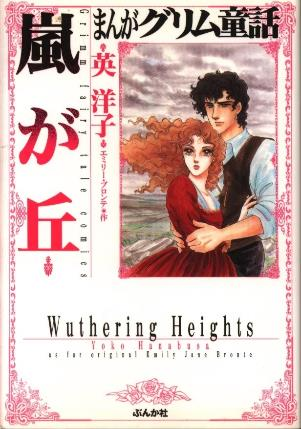 まんがグリム童話
嵐が丘
Grimm fairy tale comics
英洋子
エミリー・ブロンテ・作
Wuthering Heights
Yoko Hanabusa
as for original Emily Jane Bronte
ぶんか社